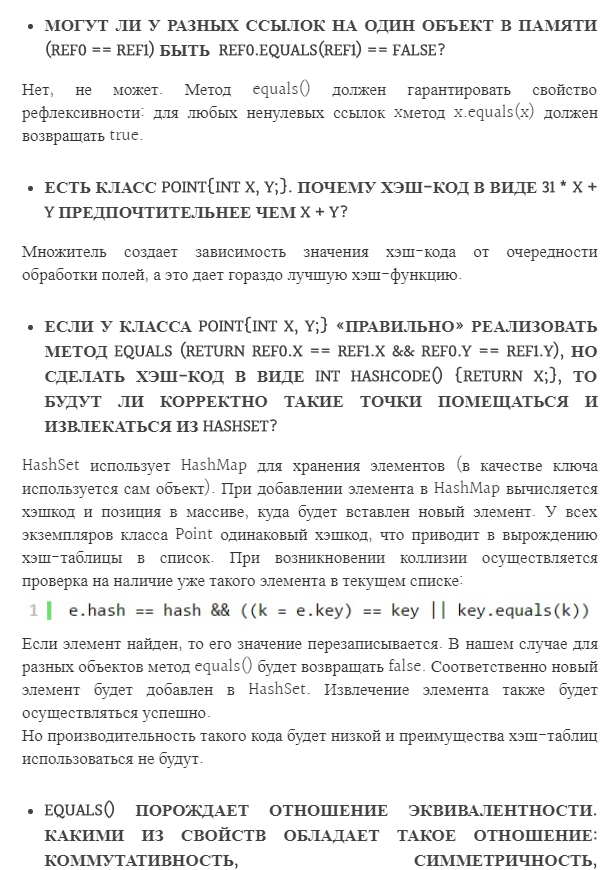 • МОГУТ ЛИ У РАЗНЫХ ССЫЛОК НА ОДИН ОБЪЕКТ В ПАМЯТИ
(REF0 == REF1) БЫТЬ REF0.EQUALS(REF1) == FALSE?
Нет, не может. Метод equals() должен гарантировать свойство
рефлексивности: для любых ненулевых ссылок xметод x.equals(x) должен
возвращать true.
• ЕСТЬ КЛАСС POINT{INT X, Y;}. ПОЧЕМУ ХЭШ-КОД В ВИДЕ 31 * X +
Y ПРЕДПОЧТИТЕЛЬНЕЕ ЧЕМ X + Y?
Множитель создает зависимость значения хэш-кода от очередности
обработки полей, а это дает гораздо лучшую хэш-функцию.
• ЕСЛИ У КЛАССА POINT{INT X, Y;} «ПРАВИЛЬНО» РЕАЛИЗОВАТЬ
МЕТОД EQUALS (RETURN REF0.X == REF1.X && REF0.Y == REF1.Y), НО
СДЕЛАТЬ ХЭШ-КОД В ВИДЕ INT HASHCODE() {RETURN X;}, ТО
БУДУТ ЛИ КОРРЕКТНО ТАКИЕ ТОЧКИ ПОМЕЩАТЬСЯ И
ИЗВЛЕКАТЬСЯ ИЗ HASHSET?
HashSet использует HashMap для хранения элементов (в качестве ключа
используется сам объект). При добавлении элемента в HashMap вычисляется
хэшкод и позиция в массиве, куда будет вставлен новый элемент. У всех
экземпляров класса Point одинаковый хэшкод, что приводит в вырождению
хэш-таблицы в список. При возникновении коллизии осуществляется
проверка на наличие уже такого элемента в текущем списке:
1 e.hash == hash && ((k = e.key) == key || key.equals(k))
Если элемент найден, то его значение перезаписывается. В нашем случае для
разных объектов метод equals() будет возвращать false. Соответственно новый
элемент будет добавлен в HashSet. Извлечение элемента также будет
осуществляться успешно.
Но производительность такого кода будет низкой и преимущества хэш-таблиц
использоваться не будут.
• EQUALS() ПОРОЖДАЕТ ОТНОШЕНИЕ ЭКВИВАЛЕНТНОСТИ.
КАКИМИ ИЗ СВОЙСТВ ОБЛАДАЕТ ТАКОЕ ОТНОШЕНИЕ:
КОММУТАТИВНОСТЬ, СИММЕТРИЧНОСТЬ,